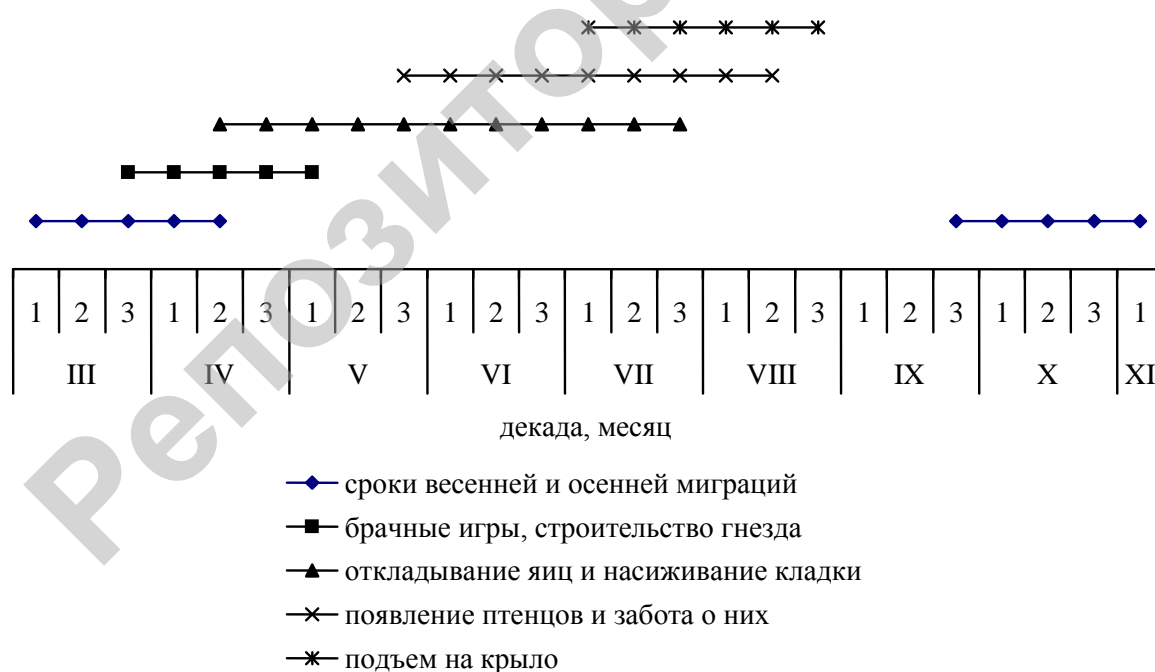 Репозитор
1 2 3 1 2 3 1 2 3 1 2 3 1 2 3 1 2 3 1 2 3 1 2 3 1
III IV V VI VII VIII IX X XI
декада, месяц
сроки весенней и осенней миграций
брачные игры, строительство гнезда
откладывание яиц и насиживание кладки
появление птенцов и забота о них
подъем на крыло